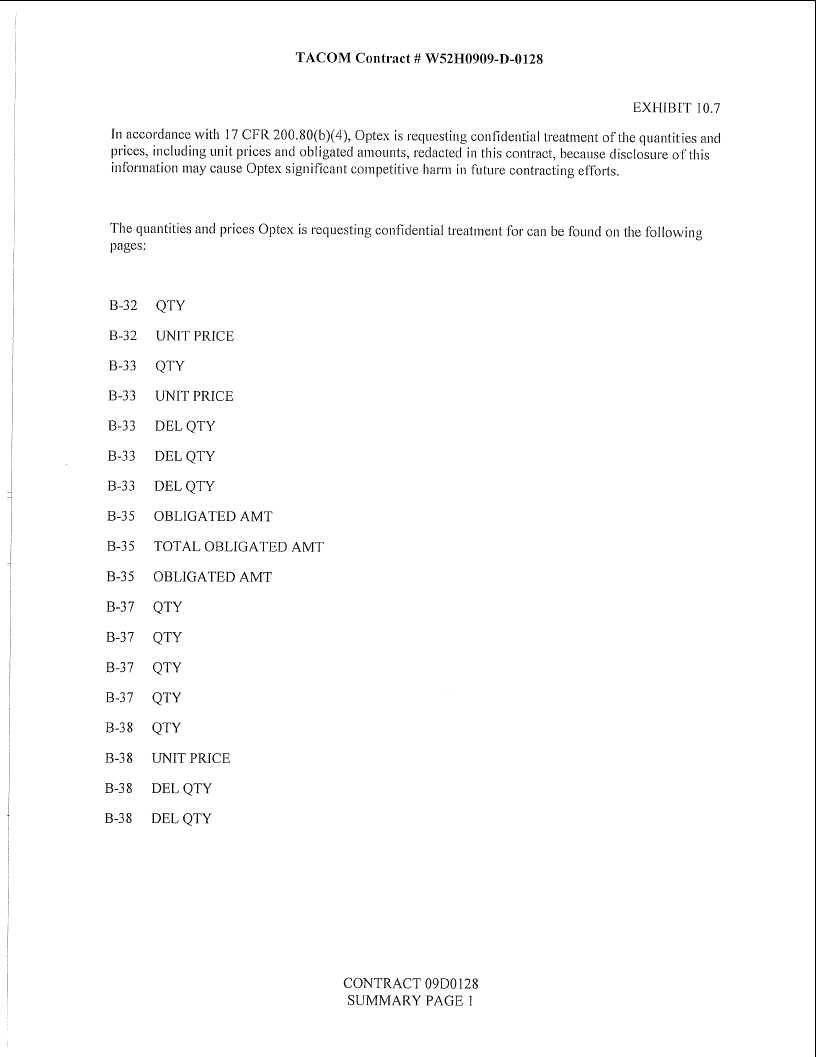 TACOM Contract # W52H0909-D-0128
EXHIBIT 10.7
In accordance with 17 CFR 200.80(b)(4), Optex is requesting confidential treatment of the quantities and
prices, including unit prices and obligated amounts, redacted in this contract, because disclosure of this
information may cause Optex significant competitive harm in future contracting efforts.
The quantities and prices Optex is requesting confidential treatment for can be found on the following
pages:
B-32 QTY
B-32 UNIT PRICE
B-33 QTY
B-33 UNIT PRICE
B-33 DEL QTY
B-33 DEL QTY
B-33 DEL QTY
B-35 OBLIGATED AMT
B-35 TOTAL OBLIGATED AMT
B-35 OBLIGATED AMT
B-37 QTY
B-37 QTY
B-37 QTY
B-37 QTY
B-38 QTY
B-38 UNIT PRICE
B-38 DEL QTY
B-38 DEL QTY
CONTRACT 09D0128
SUMMARY PAGE 1